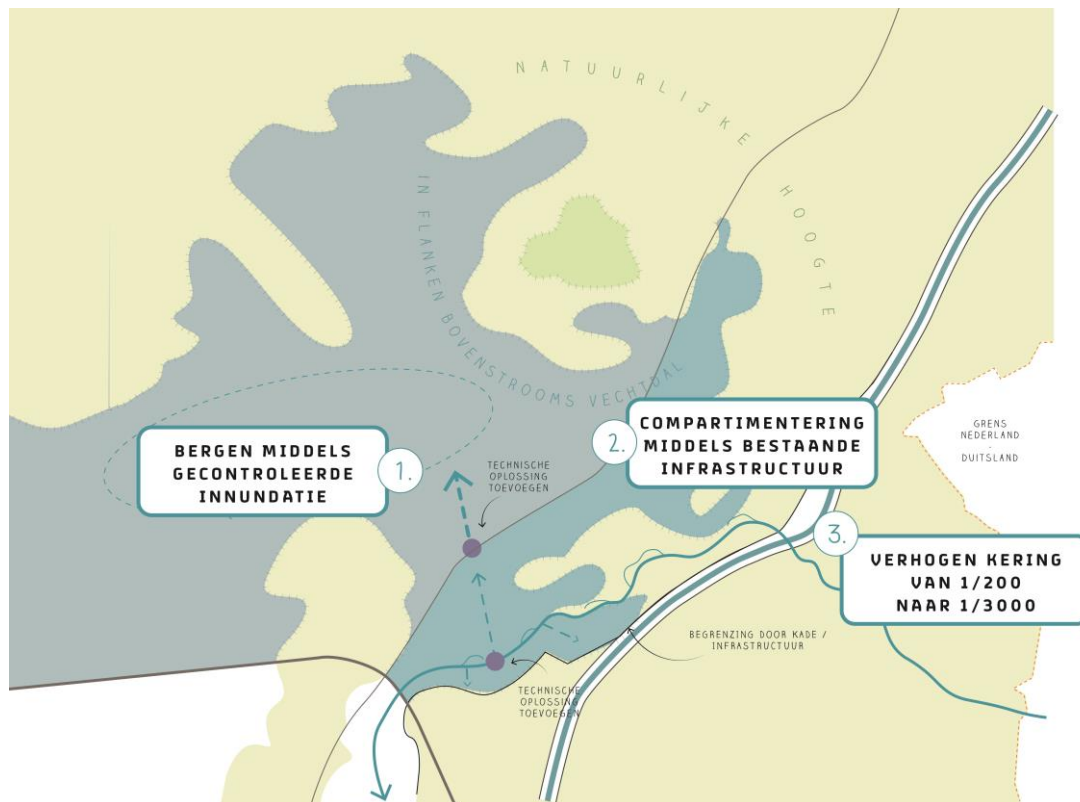 NATUURLIJKE HOOGTE
IN FLANKEN BOVENSTROOMS VECHTDAL
BERGEN MIDDELS
GECONTROLEERDE
INNUNDATIE
1.
TECHNISCHE
OPLOSSING
TOEVOEGEN
2.
COMPARTIMENTERING
MIDDELS BESTAANDE
INFRASTRUCTUUR
GRENS
NEDERLAND
-
DUITSLAND
3.
VERHOGEN KERING
VAN 1/200
NAAR 1/3000
BEGRENZING DOOR KADE /
INFRASTRUCTUUR
TECHNISCHE
OPLOSSING
TOEVOEGEN